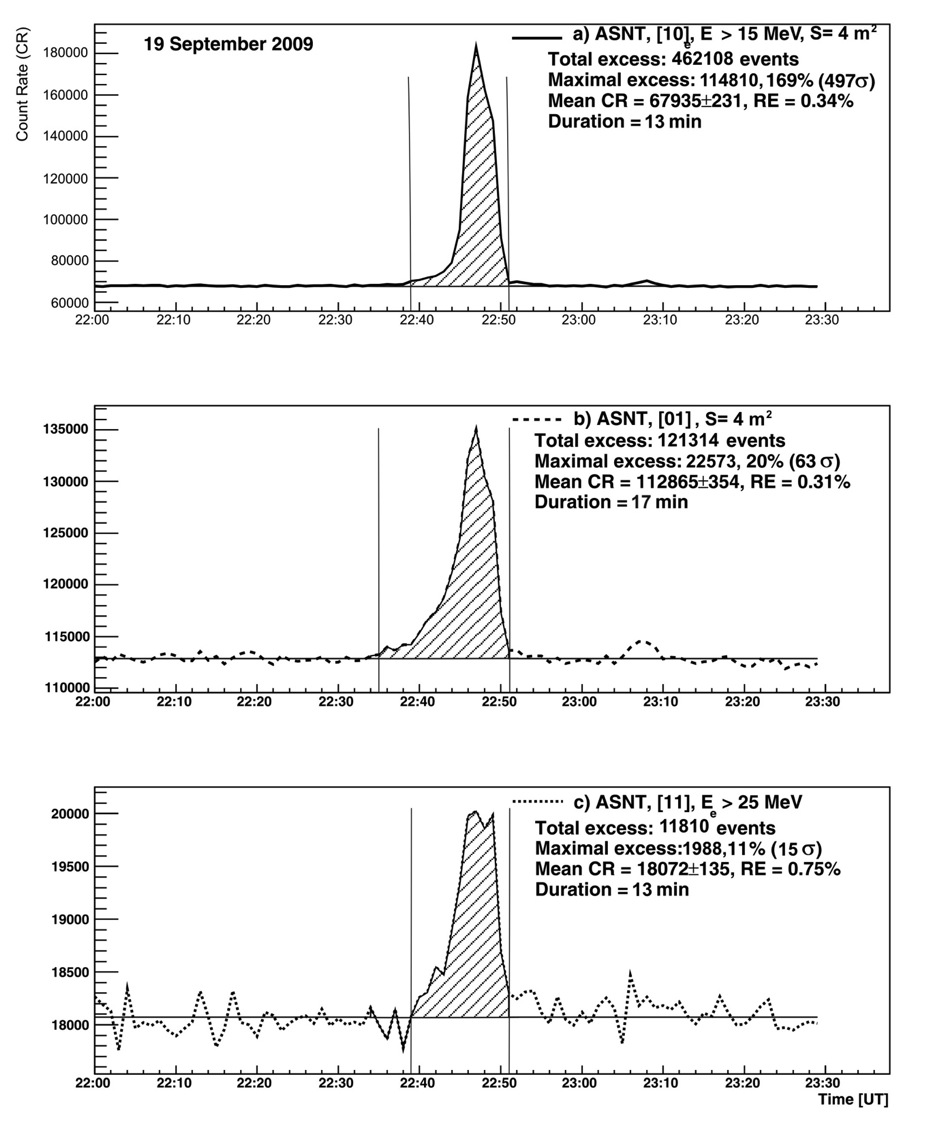 Count Rate (CR)
19 September 2009
a) ASNT, [10], Eₑ > 15 MeV, S= 4 m²
Total excess: 462108 events
Maximal excess: 114810, 169% (497σ)
Mean CR = 67935±231, RE = 0.34%
Duration = 13 min
180000
160000
140000
120000
100000
80000
60000
22:00 22:10 22:20 22:30 22:40 22:50 23:00 23:10 23:20 23:30
b) ASNT, [01] , S= 4 m²
Total excess: 121314 events
Maximal excess: 22573, 20% (63 σ)
Mean CR = 112865±354, RE = 0.31%
Duration = 17 min
135000
130000
125000
120000
115000
110000
22:00 22:10 22:20 22:30 22:40 22:50 23:00 23:10 23:20 23:30
c) ASNT, [11], Eₑ > 25 MeV
Total excess: 11810 events
Maximal excess:1988,11% (15 σ)
Mean CR = 18072±135, RE = 0.75%
Duration = 13 min
20000
19500
19000
18500
18000
22:00 22:10 22:20 22:30 22:40 22:50 23:00 23:10 23:20 23:30
Time [UT]